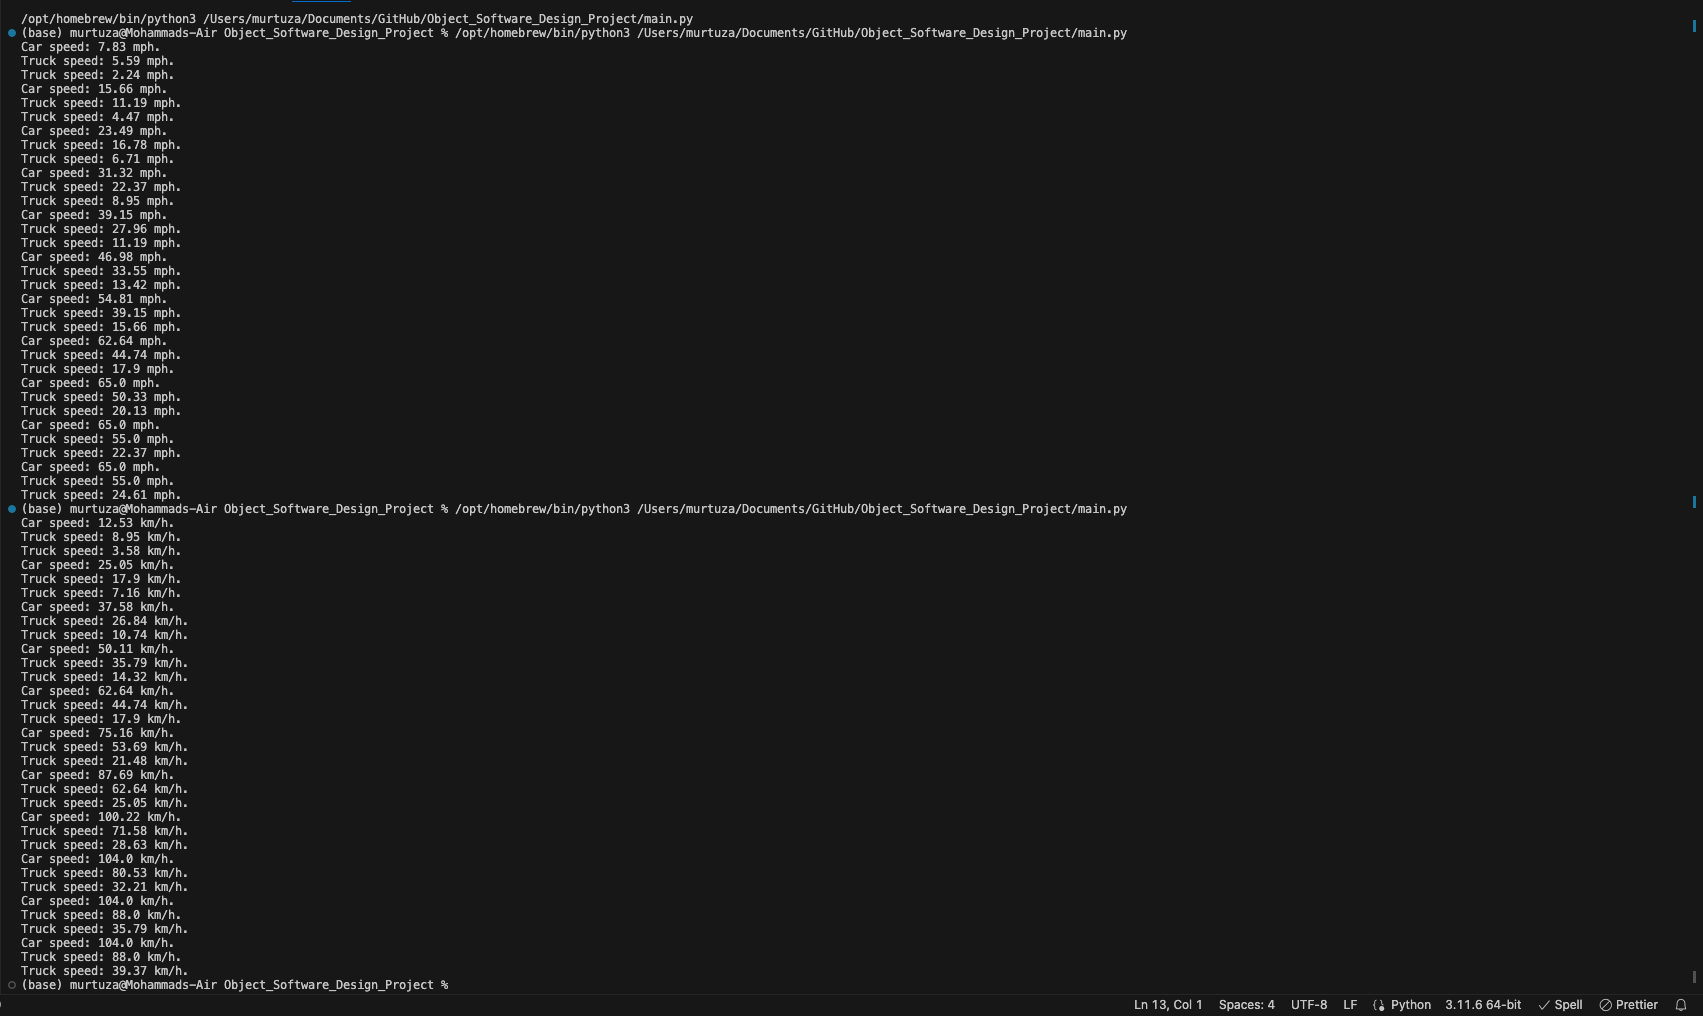 /opt/homebrew/bin/python3 /Users/murtuza/Documents/GitHub/Object_Software_Design_Project/main.py
(base) murtuza@Mohammads-Air Object_Software_Design_Project % /opt/homebrew/bin/python3 /Users/murtuza/Documents/GitHub/Object_Software_Design_Project/main.py
Car speed: 7.83 mph.
Truck speed: 5.59 mph.
Truck speed: 2.24 mph.
Car speed: 15.66 mph.
Truck speed: 11.19 mph.
Truck speed: 4.47 mph.
Car speed: 23.49 mph.
Truck speed: 16.78 mph.
Truck speed: 6.71 mph.
Car speed: 31.32 mph.
Truck speed: 22.37 mph.
Truck speed: 8.95 mph.
Car speed: 39.15 mph.
Truck speed: 27.96 mph.
Truck speed: 11.19 mph.
Car speed: 46.98 mph.
Truck speed: 33.55 mph.
Truck speed: 13.42 mph.
Car speed: 54.81 mph.
Truck speed: 39.15 mph.
Truck speed: 15.66 mph.
Car speed: 62.64 mph.
Truck speed: 44.74 mph.
Truck speed: 17.9 mph.
Car speed: 65.0 mph.
Truck speed: 50.33 mph.
Truck speed: 20.13 mph.
Car speed: 65.0 mph.
Truck speed: 55.0 mph.
Truck speed: 22.37 mph.
Car speed: 65.0 mph.
Truck speed: 55.0 mph.
Truck speed: 24.61 mph.
(base) murtuza@Mohammads-Air Object_Software_Design_Project % /opt/homebrew/bin/python3 /Users/murtuza/Documents/GitHub/Object_Software_Design_Project/main.py
Car speed: 12.53 km/h.
Truck speed: 8.95 km/h.
Truck speed: 3.58 km/h.
Car speed: 25.05 km/h.
Truck speed: 17.9 km/h.
Truck speed: 7.16 km/h.
Car speed: 37.58 km/h.
Truck speed: 26.84 km/h.
Truck speed: 10.74 km/h.
Car speed: 50.11 km/h.
Truck speed: 35.79 km/h.
Truck speed: 14.32 km/h.
Car speed: 62.64 km/h.
Truck speed: 44.74 km/h.
Truck speed: 17.9 km/h.
Car speed: 75.16 km/h.
Truck speed: 53.69 km/h.
Truck speed: 21.48 km/h.
Car speed: 87.69 km/h.
Truck speed: 62.64 km/h.
Truck speed: 25.05 km/h.
Car speed: 100.22 km/h.
Truck speed: 71.58 km/h.
Truck speed: 28.63 km/h.
Car speed: 104.0 km/h.
Truck speed: 80.53 km/h.
Truck speed: 32.21 km/h.
Car speed: 104.0 km/h.
Truck speed: 88.0 km/h.
Truck speed: 35.79 km/h.
Car speed: 104.0 km/h.
Truck speed: 88.0 km/h.
Truck speed: 39.37 km/h.
(base) murtuza@Mohammads-Air Object_Software_Design_Project %
Ln 13, Col 1 Spaces: 4 UTF-8 LF Python 3.11.6 64-bit Spell Prettier